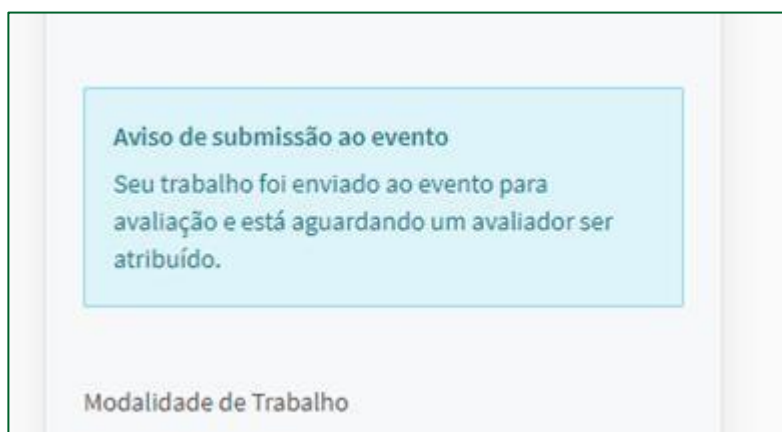 Aviso de submissão ao evento
Seu trabalho foi enviado ao evento para
avaliação e está aguardando um avaliador ser
atribuído.
Modalidade de Trabalho